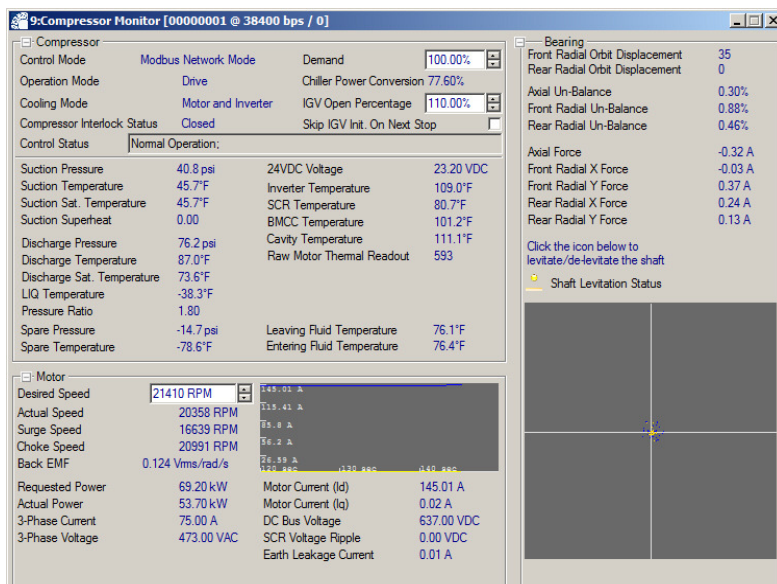 9:Compressor Monitor [00000001 @ 38400 bps / 0]
Compressor
Control Mode Modbus Network Mode Demand 100.00%
Operation Mode Drive Chiller Power Conversion 77.60%
Cooling Mode Motor and Inverter IGV Open Percentage 110.00%
Compressor Interlock Status Closed Skip IGV Init. On Next Stop
Control Status Normal Operation;
Suction Pressure 40.8 psi 24VDC Voltage 23.20 VDC
Suction Temperature 45.7°F Inverter Temperature 109.0°F
Suction Sat. Temperature 45.7°F SCR Temperature 80.7°F
Suction Superheat 0.00 BMCC Temperature 101.2°F
Discharge Pressure 76.2 psi Cavity Temperature 111.1°F
Discharge Temperature 87.0°F Raw Motor Thermal Readout 593
Discharge Sat. Temperature 73.6°F
LIQ Temperature -38.3°F
Pressure Ratio 1.80
Spare Pressure -14.7 psi Leaving Fluid Temperature 76.1°F
Spare Temperature -78.6°F Entering Fluid Temperature 76.4°F
Motor
Desired Speed 21410 RPM
Actual Speed 20358 RPM
Surge Speed 16639 RPM
Choke Speed 20991 RPM
Back EMF 0.124 Vrms/rad/s
145.01 A
115.41 A
85.8 A
56.2 A
26.59 A
120 sec 130 sec 140 sec
Requested Power 69.20 kW Motor Current (Id) 145.01 A
Actual Power 53.70 kW Motor Current (Iq) 0.02 A
3-Phase Current 75.00 A DC Bus Voltage 637.00 VDC
3-Phase Voltage 473.00 VAC SCR Voltage Ripple 0.00 VDC
Earth Leakage Current 0.01 A
Bearing
Front Radial Orbit Displacement 35
Rear Radial Orbit Displacement 0
Axial Un-Balance 0.30%
Front Radial Un-Balance 0.88%
Rear Radial Un-Balance 0.46%
Axial Force -0.32 A
Front Radial X Force -0.03 A
Front Radial Y Force 0.37 A
Rear Radial X Force 0.24 A
Rear Radial Y Force 0.13 A
Click the icon below to
levitate/de-levitate the shaft
Shaft Levitation Status